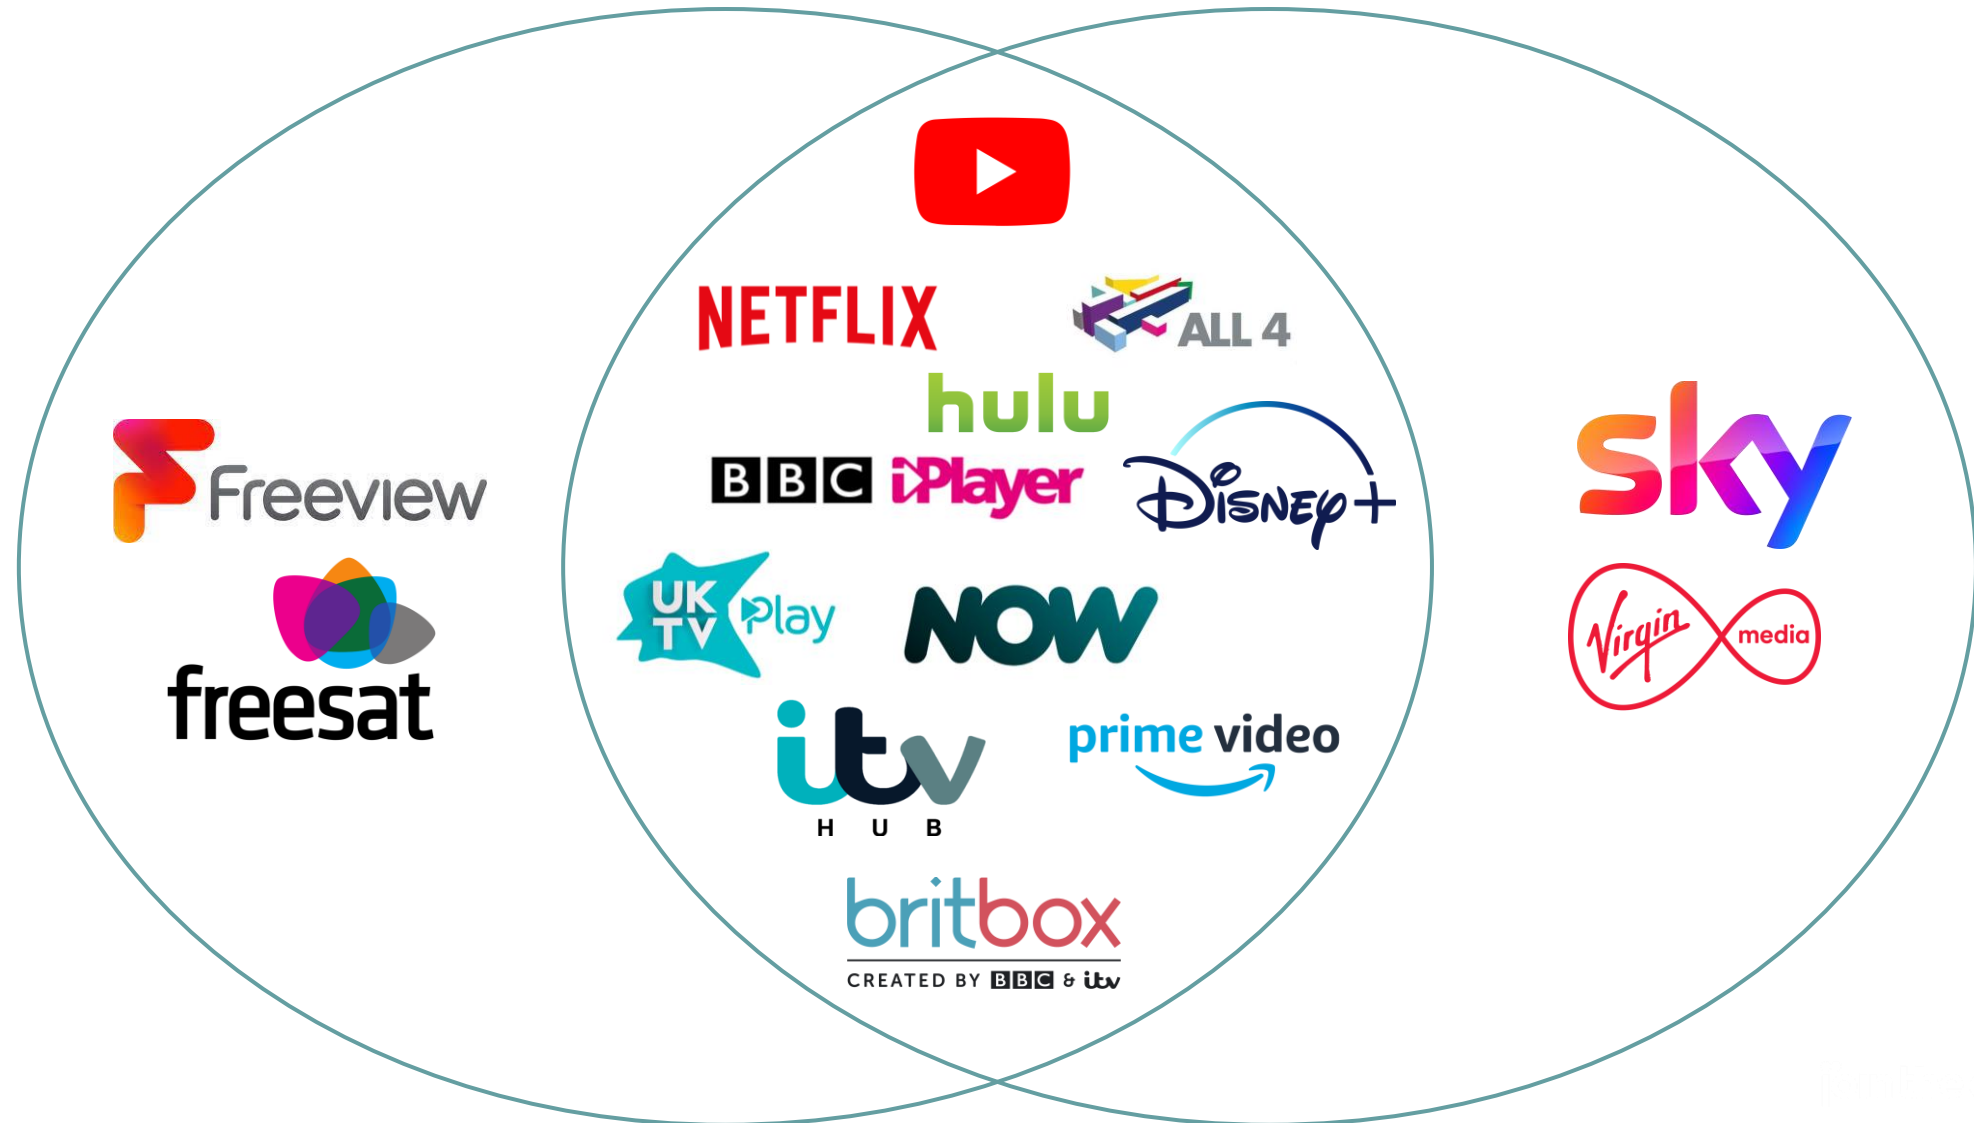 NETFLIX
ALL 4
hulu
Freeview
BBC iPlayer
Disney+
sky
freesat
UK
TV Play
NOW
Virgin media
itv
HUB
prime video
britbox
CREATED BY BBC & itv